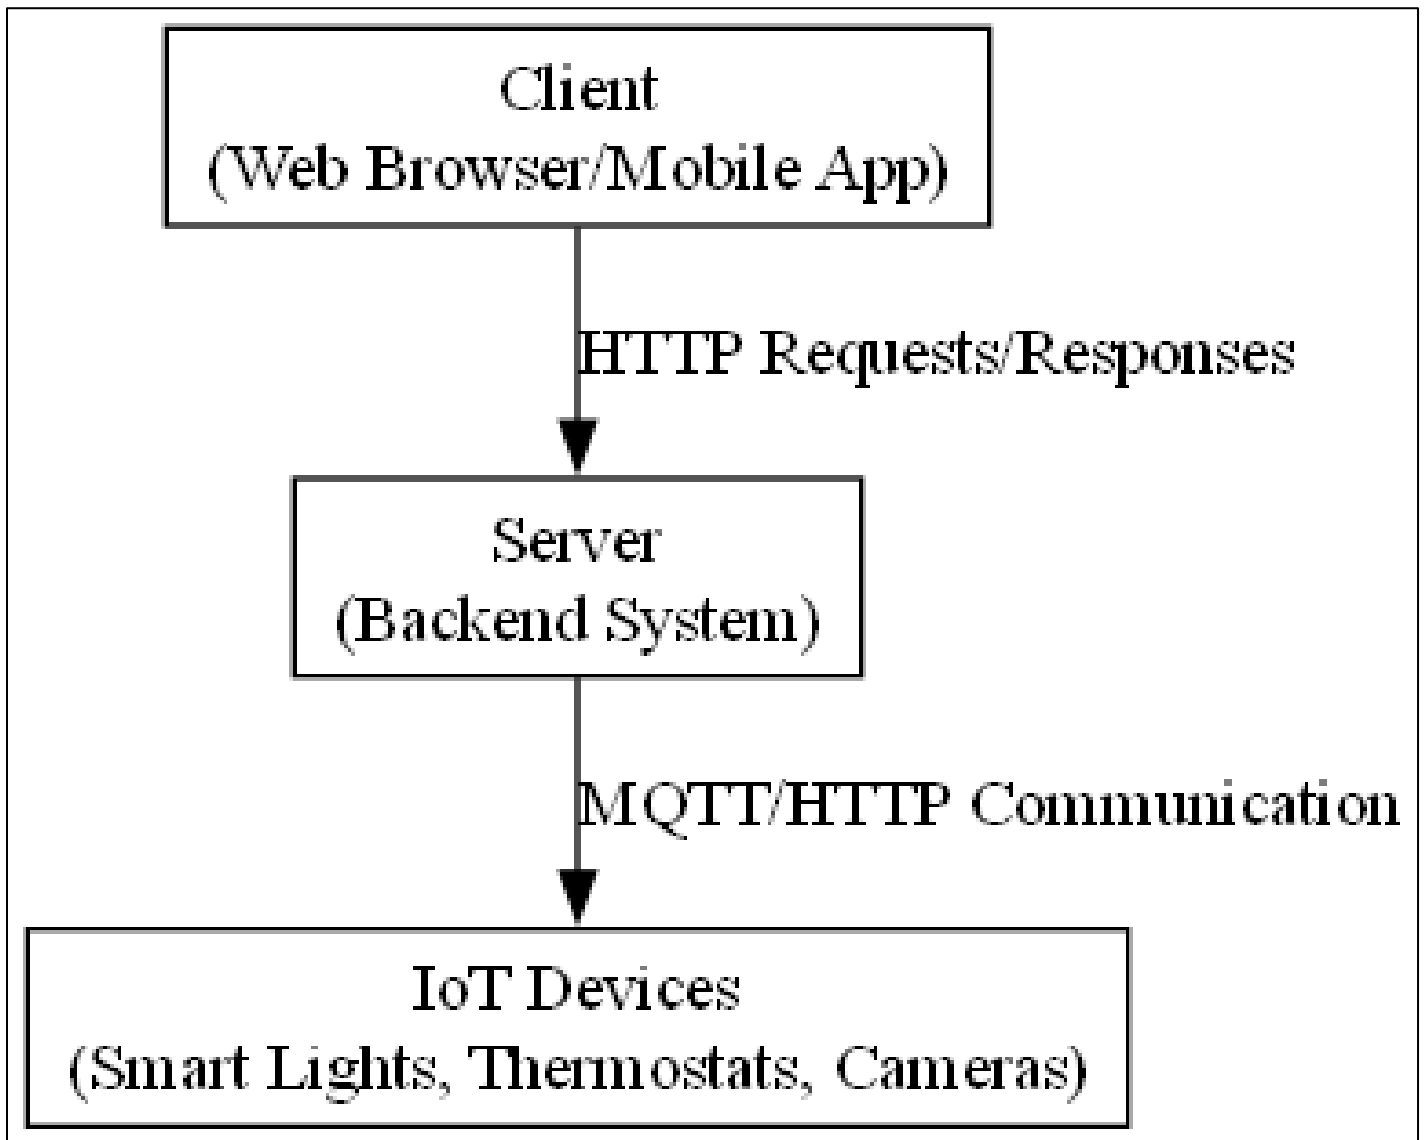 Client
(Web Browser/Mobile App)
HTTP Requests/Responses
Server
(Backend System)
MQTT/HTTP Communication
IoT Devices
(Smart Lights, Thermostats, Cameras)